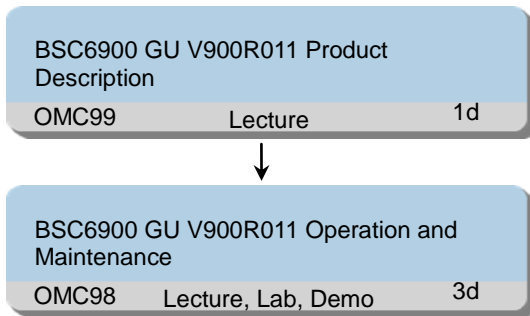 BSC6900 GU V900R011 Product
Description
OMC99 Lecture 1d
BSC6900 GU V900R011 Operation and
Maintenance
OMC98 Lecture, Lab, Demo 3d